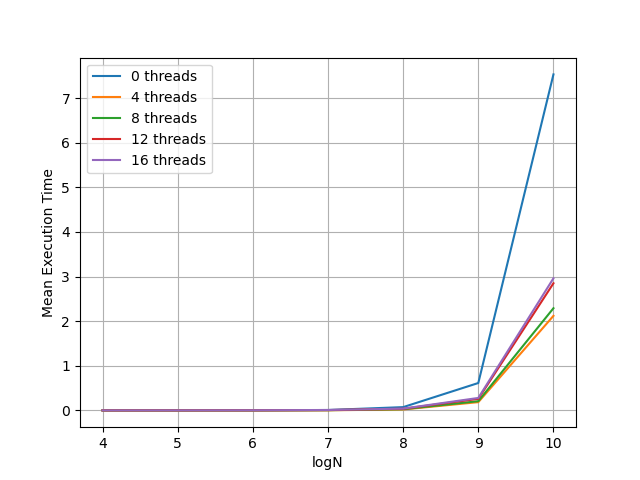 0 threads
4 threads
8 threads
12 threads
16 threads
7
6
5
4
3
2
1
0
Mean Execution Time
4 5 6 7 8 9 10
logN